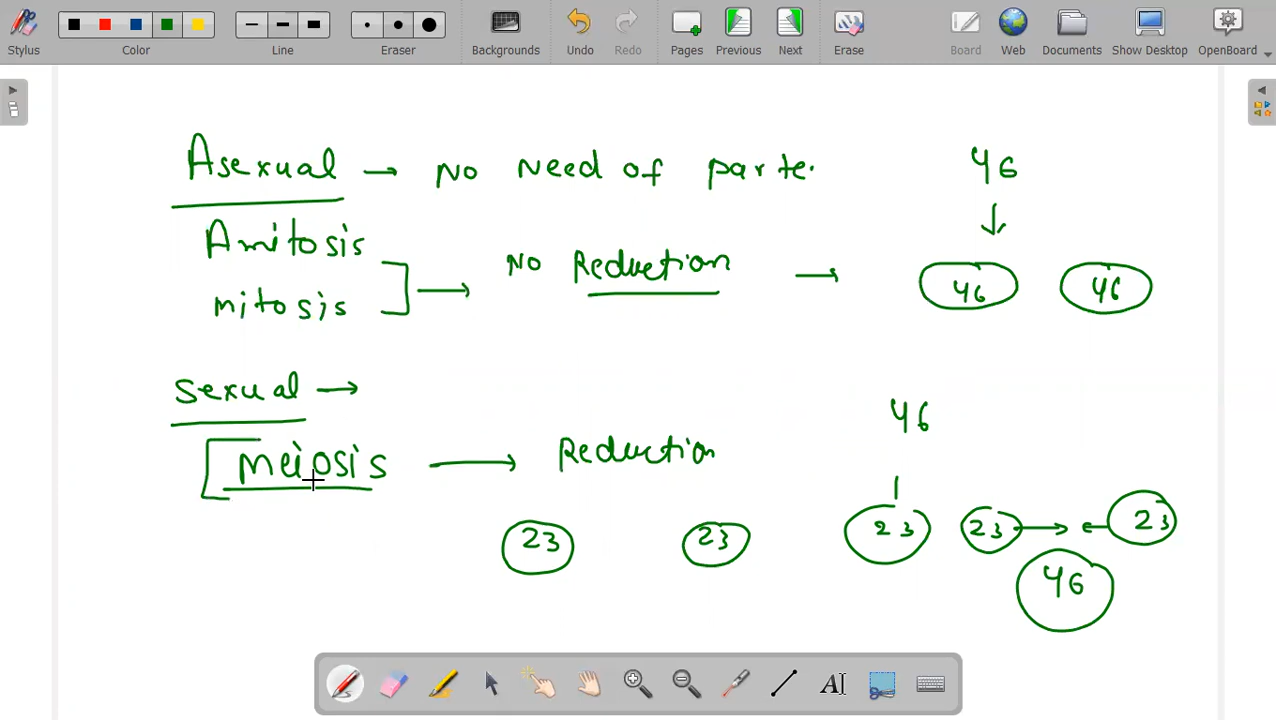 Stylus Color Line Eraser Backgrounds Undo Redo Pages Previous Next Erase Board Web Documents Show Desktop OpenBoard
Asexual → No Need of parte. 46
↓
Amitosis
mitosis → No Reduction → 46 46
Sexual →
46
Meiosis → Reduction
23 23 23 23 → ← 23
46